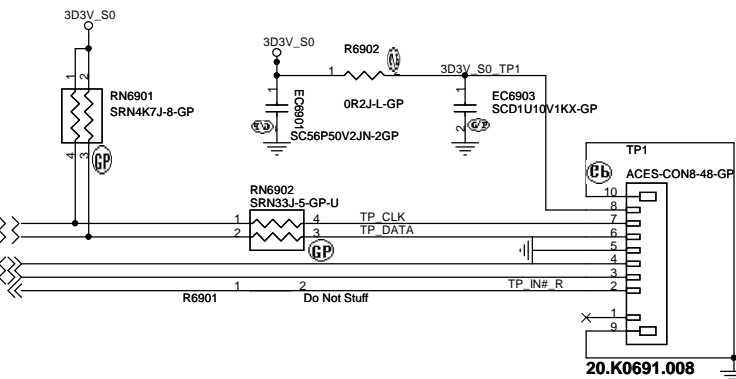 3D3V_S0
3D3V_S0
R6902
1
3D3V_S0_TP1
1 2
RN6901
SRN4K7J-8-GP
1
EC6901
0R2J-L-GP
1
EC6903
SCD1U10V1KX-GP
2
SC56P50V2JN-2GP
4 3
GP
TP1
ACES-CON8-48-GP
RN6902
SRN33J-5-GP-U
10
8
1 4 TP_CLK 7
2 3 TP_DATA 6
GP
5
4
3
R6901 1 2 Do Not Stuff TP_IN#_R 2
1
9
20.K0691.008